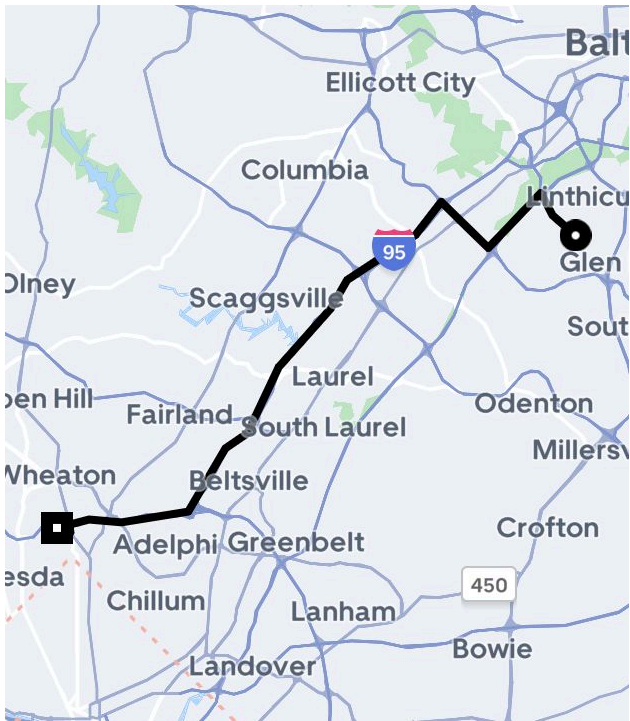 Balt
Ellicott City
Columbia
Linthicu
95
Glen
Olney
Scaggsville
Sout
Laurel
pen Hill
Fairland
Odenton
South Laurel
Millersv
Wheaton
Beltsville
Crofton
Adelphi
Greenbelt
esda
450
Chillum
Lanham
Bowie
Landover